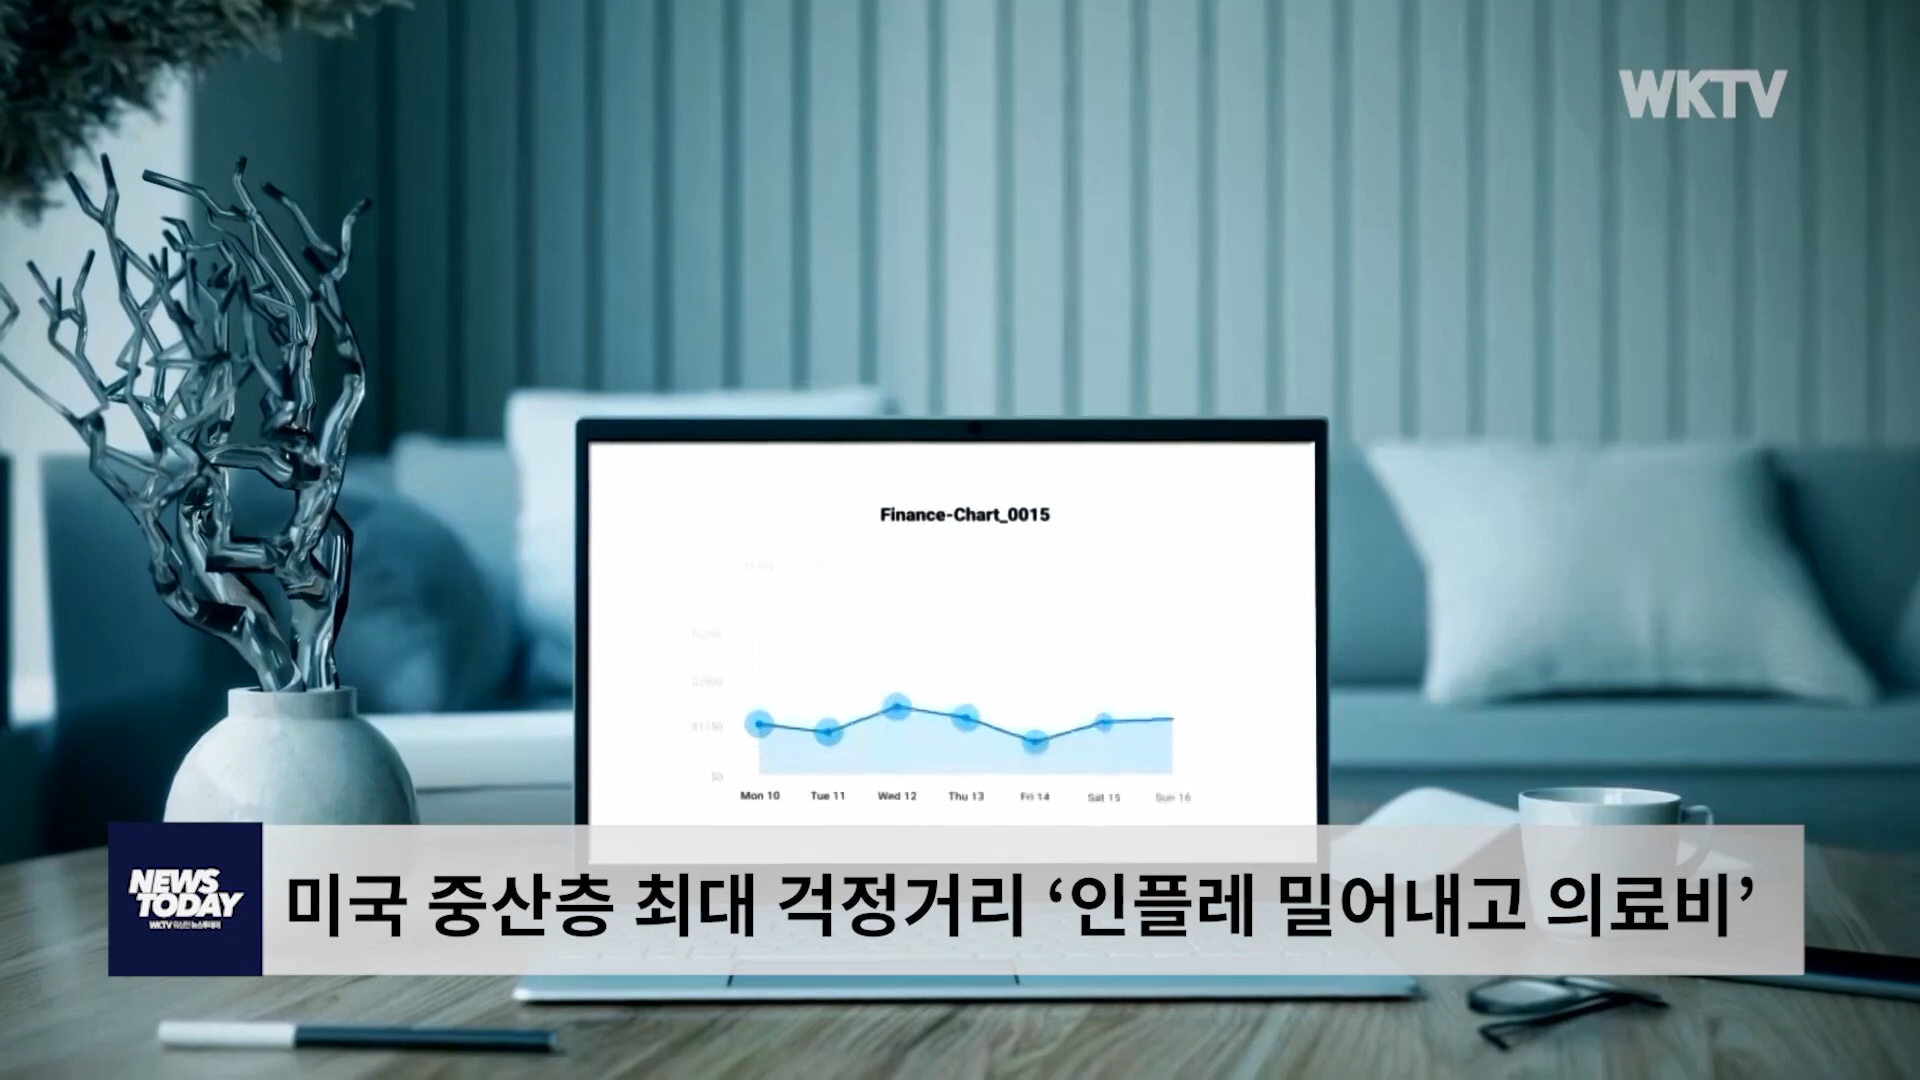 WKTV
Finance-Chart_0015
$0
Mon 10 Tue 11 Wed 12 Thu 13 Fri 14 Sat 15 Sun 16
NEWS
TODAY
미국 중산층 최대 걱정거리 ‘인플레 밀어내고 의료비’